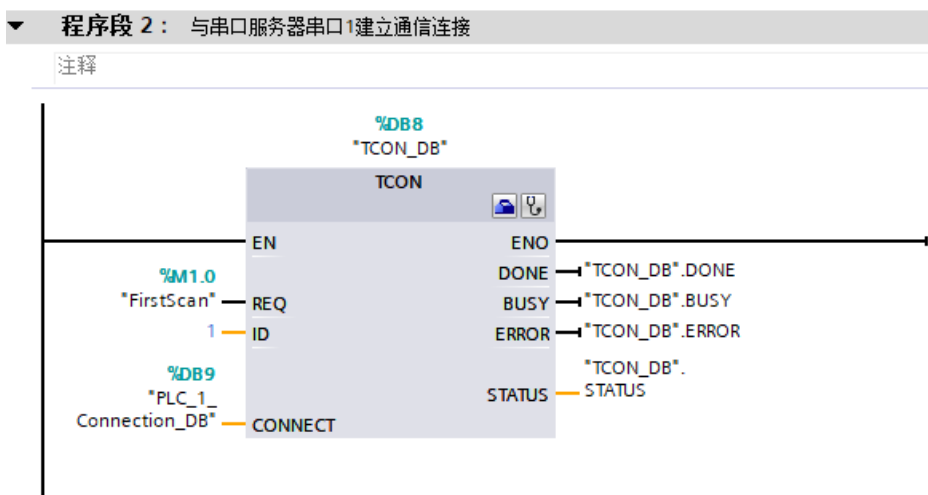 程序段 2： 与串口服务器串口1建立通信连接
注释
%DB8
"TCON_DB"
TCON
EN
ENO
DONE
"TCON_DB".DONE
%M1.0
"FirstScan"
REQ
BUSY
"TCON_DB".BUSY
1
ID
ERROR
"TCON_DB".ERROR
%DB9
"PLC_1_
Connection_DB"
CONNECT
STATUS
"TCON_DB".
STATUS